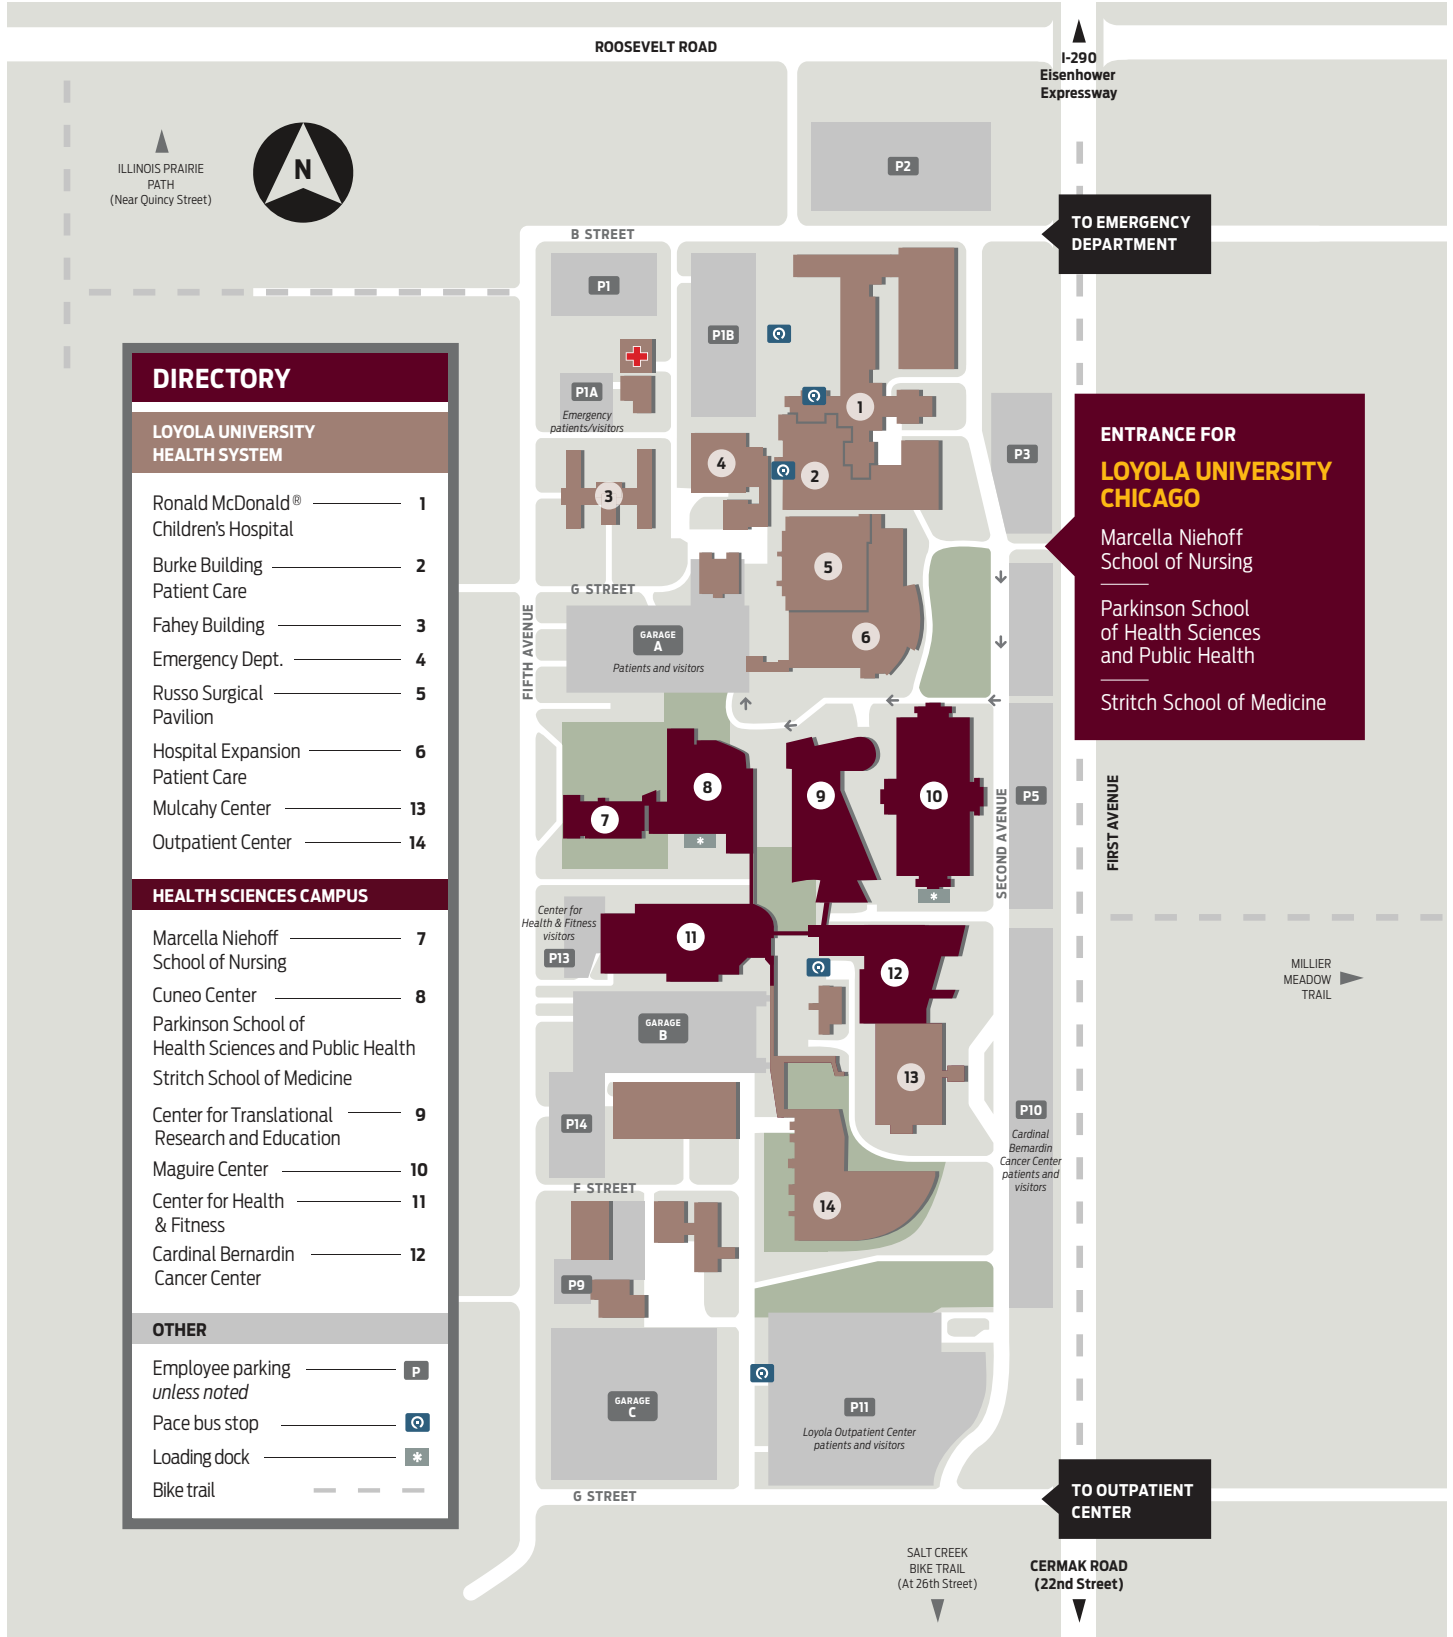 ROOSEVELT ROAD
I-290
Eisenhower
Expressway
ILLINOIS PRAIRIE
PATH
(Near Quincy Street)
N
P2
TO EMERGENCY
DEPARTMENT
B STREET
P1
P1B
P1A
Emergency
patients/visitors
1
2
3
4
5
6
P3
G STREET
GARAGE
A
Patients and visitors
FIFTH AVENUE
ENTRANCE FOR
LOYOLA UNIVERSITY
CHICAGO
Marcella Niehoff
School of Nursing
Parkinson School
of Health Sciences
and Public Health
Stritch School of Medicine
DIRECTORY
LOYOLA UNIVERSITY
HEALTH SYSTEM
Ronald McDonald® 1
Children's Hospital
Burke Building 2
Patient Care
Fahey Building 3
Emergency Dept. 4
Russo Surgical 5
Pavilion
Hospital Expansion 6
Patient Care
Mulcahy Center 13
Outpatient Center 14
HEALTH SCIENCES CAMPUS
Marcella Niehoff 7
School of Nursing
Cuneo Center 8
Parkinson School of
Health Sciences and Public Health
Stritch School of Medicine
Center for Translational 9
Research and Education
Maguire Center 10
Center for Health 11
& Fitness
Cardinal Bernardin 12
Cancer Center
OTHER
Employee parking P
unless noted
Pace bus stop
Loading dock *
Bike trail
7
8
*
9
10
*
SECOND AVENUE
P5
FIRST AVENUE
Center for
Health & Fitness
visitors
P13
11
12
GARAGE
B
13
P14
P10
Cardinal
Bernardin
Cancer Center
patients and
visitors
MILLIER
MEADOW
TRAIL
F STREET
14
P9
GARAGE
C
P11
Loyola Outpatient Center
patients and visitors
G STREET
TO OUTPATIENT
CENTER
SALT CREEK
BIKE TRAIL
(At 26th Street)
CERMAK ROAD
(22nd Street)